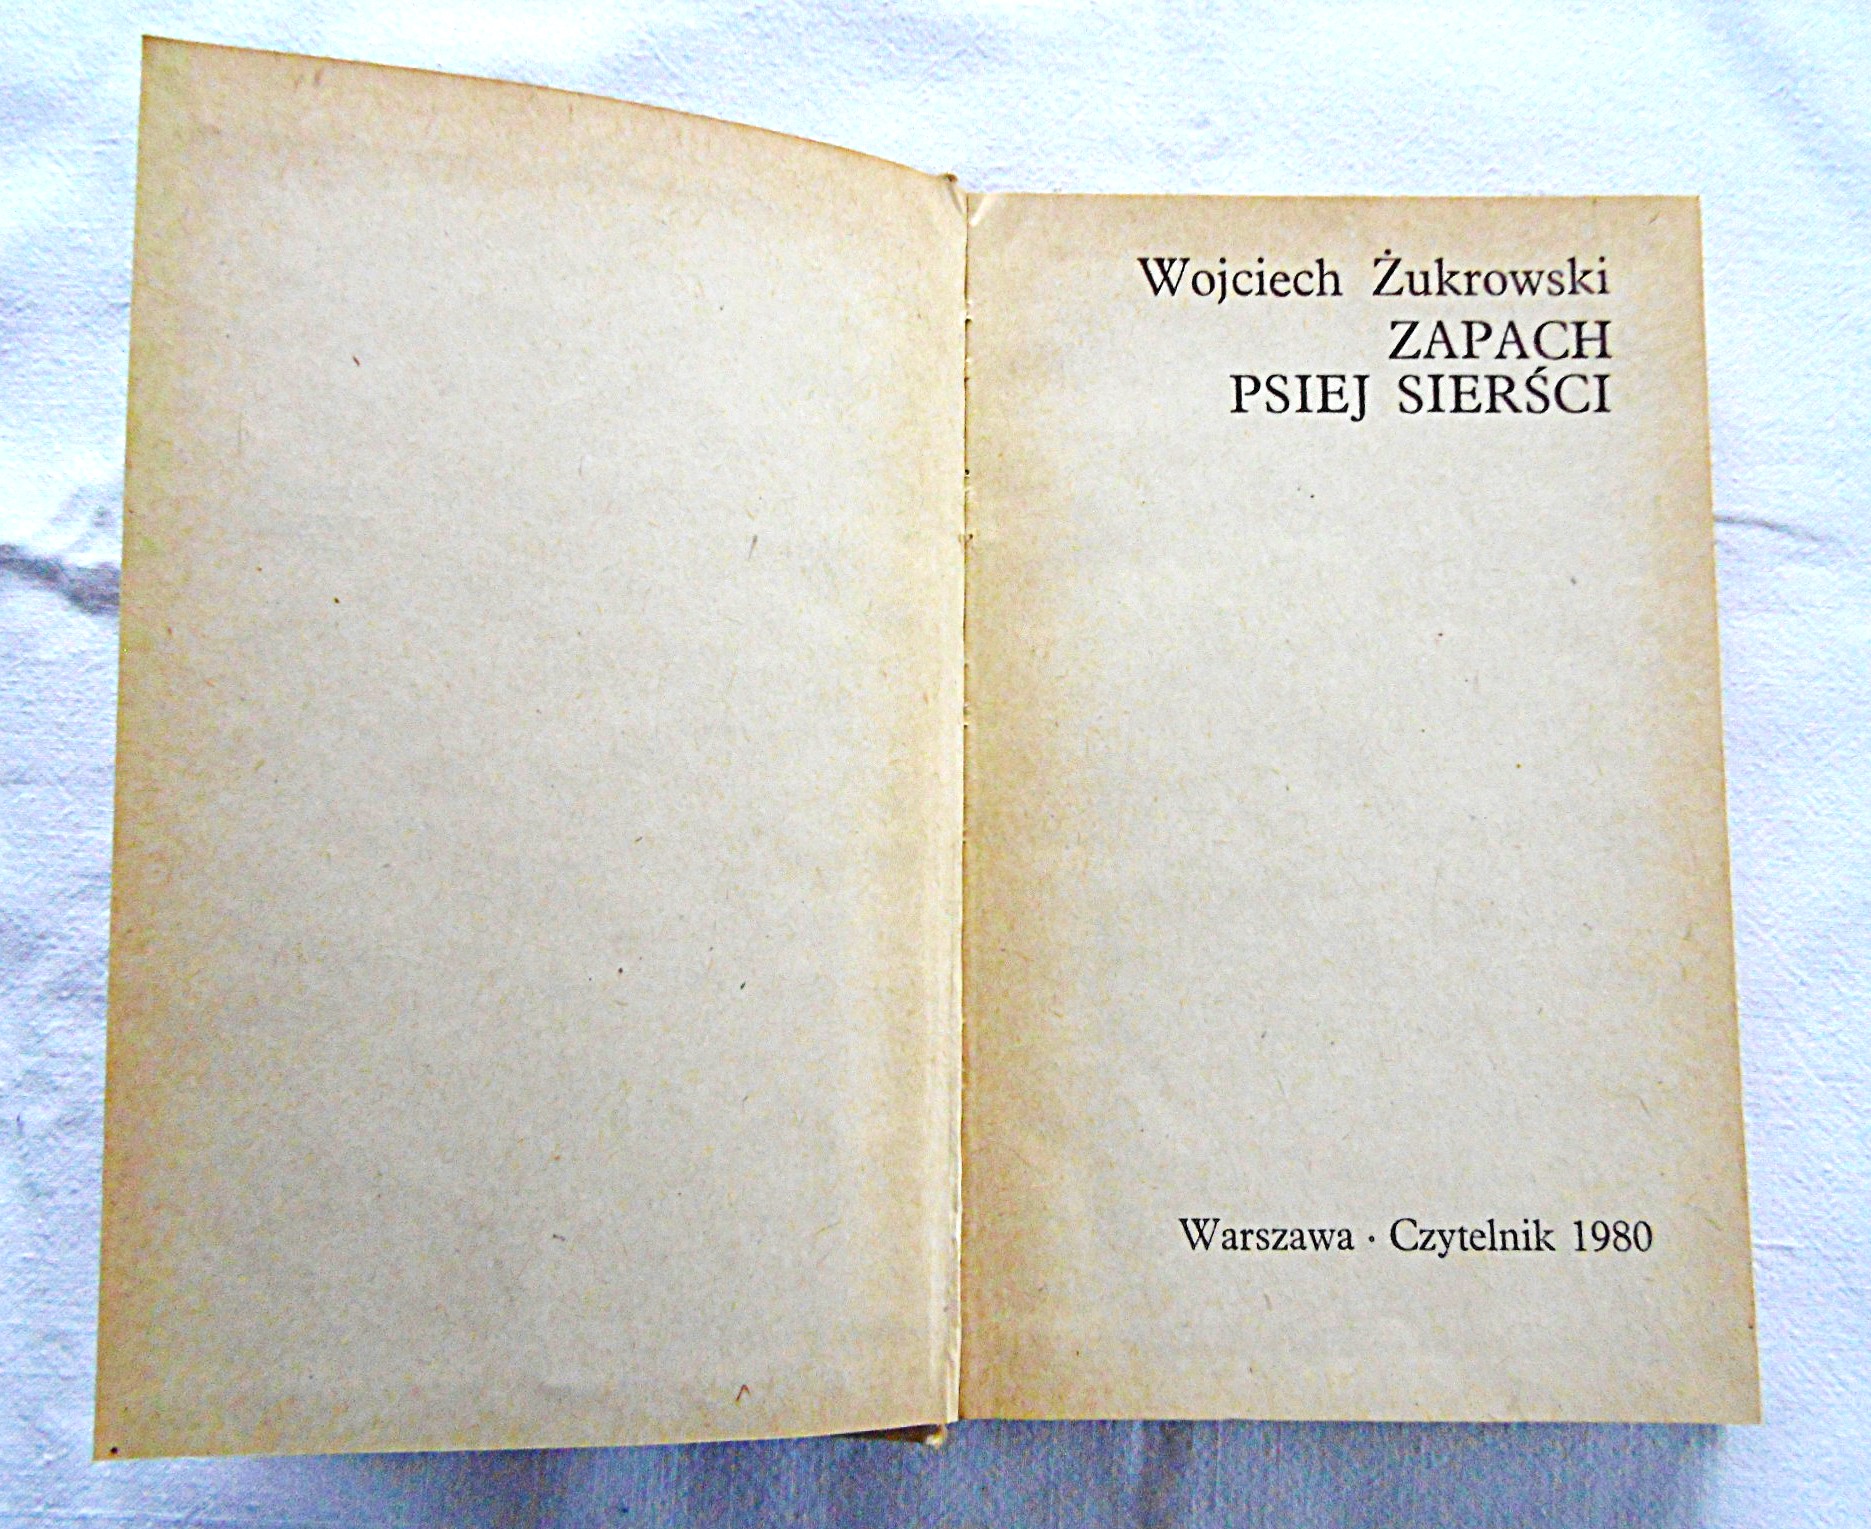 Wojciech Żukrowski
ZAPACH
PSIEJ SIERŚCI
Warszawa · Czytelnik 1980